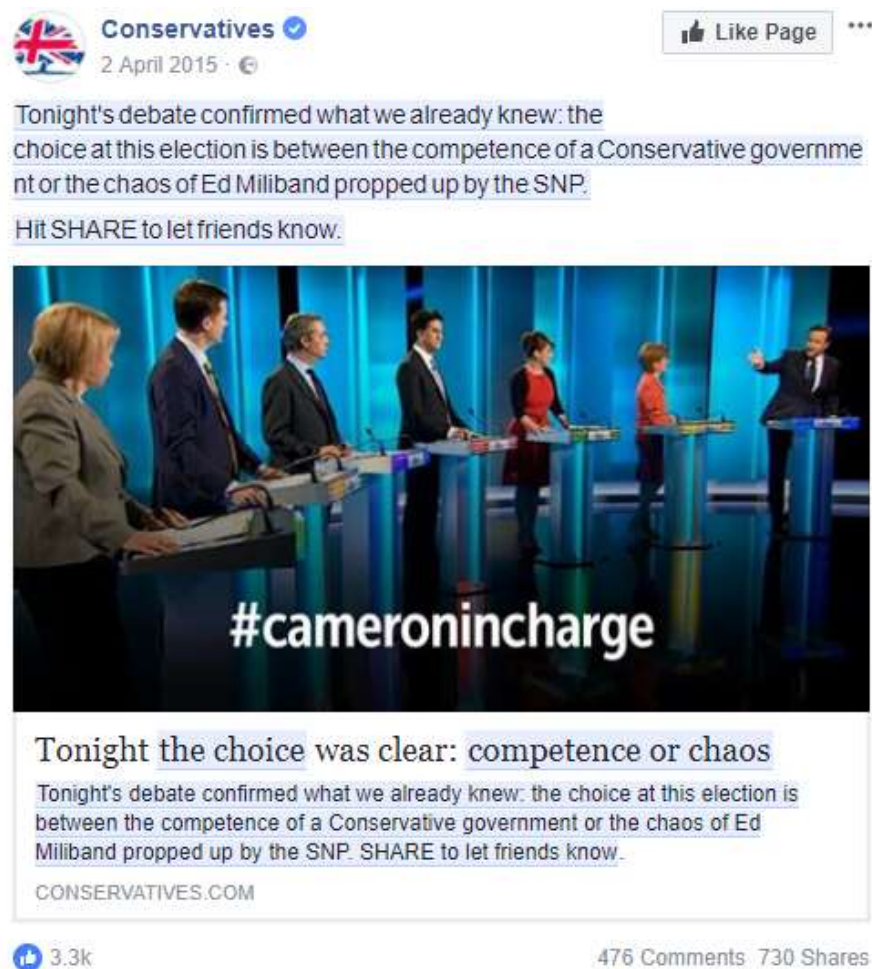 Conservatives
Like Page
2 April 2015 ·
Tonight's debate confirmed what we already knew: the
choice at this election is between the competence of a Conservative governme
nt or the chaos of Ed Miliband propped up by the SNP.
Hit SHARE to let friends know.
#cameronincharge
Tonight the choice was clear: competence or chaos
Tonight's debate confirmed what we already knew: the choice at this election is
between the competence of a Conservative government or the chaos of Ed
Miliband propped up by the SNP. SHARE to let friends know.
CONSERVATIVES.COM
3.3k
476 Comments 730 Shares